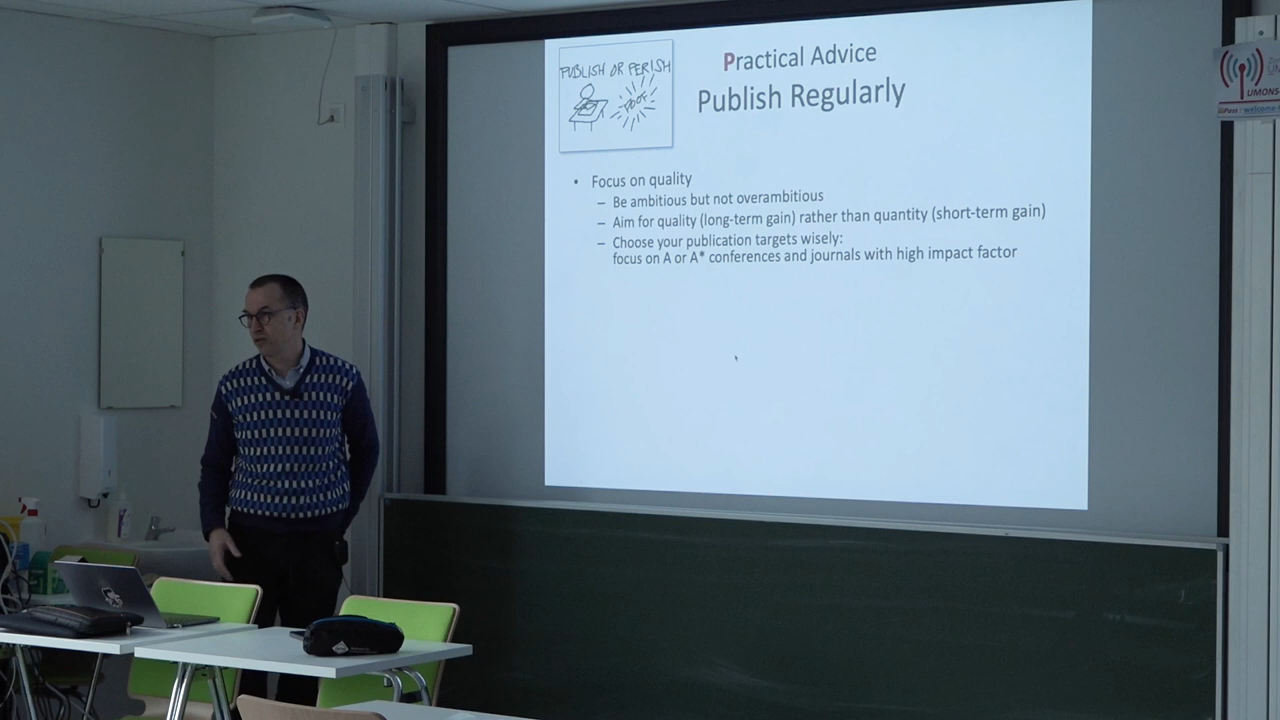 PUBLISH OR PERISH
POOF
Practical Advice
Publish Regularly
• Focus on quality
– Be ambitious but not overambitious
– Aim for quality (long-term gain) rather than quantity (short-term gain)
– Choose your publication targets wisely:
focus on A or A* conferences and journals with high impact factor
UMONS